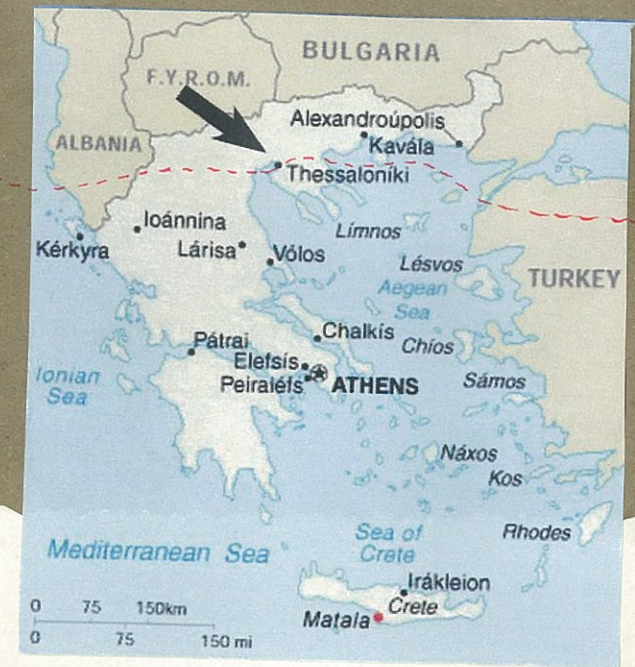 BULGARIA
F.Y.R.O.M.
Alexandroúpolis
ALBANIA
Kavála
Thessaloníki
Ioánnina
Límnos
Kérkyra
Lárisa
Vólos
Lésvos
TURKEY
Aegean
Sea
Chalkís
Pátrai
Chíos
Elefsís
Ionian
Sea
Peiraiéfs
ATHENS
Sámos
Náxos
Kos
Rhodes
Sea of
Crete
Mediterranean Sea
Irákleion
Crete
Matala
0 75 150km
0 75 150 mi